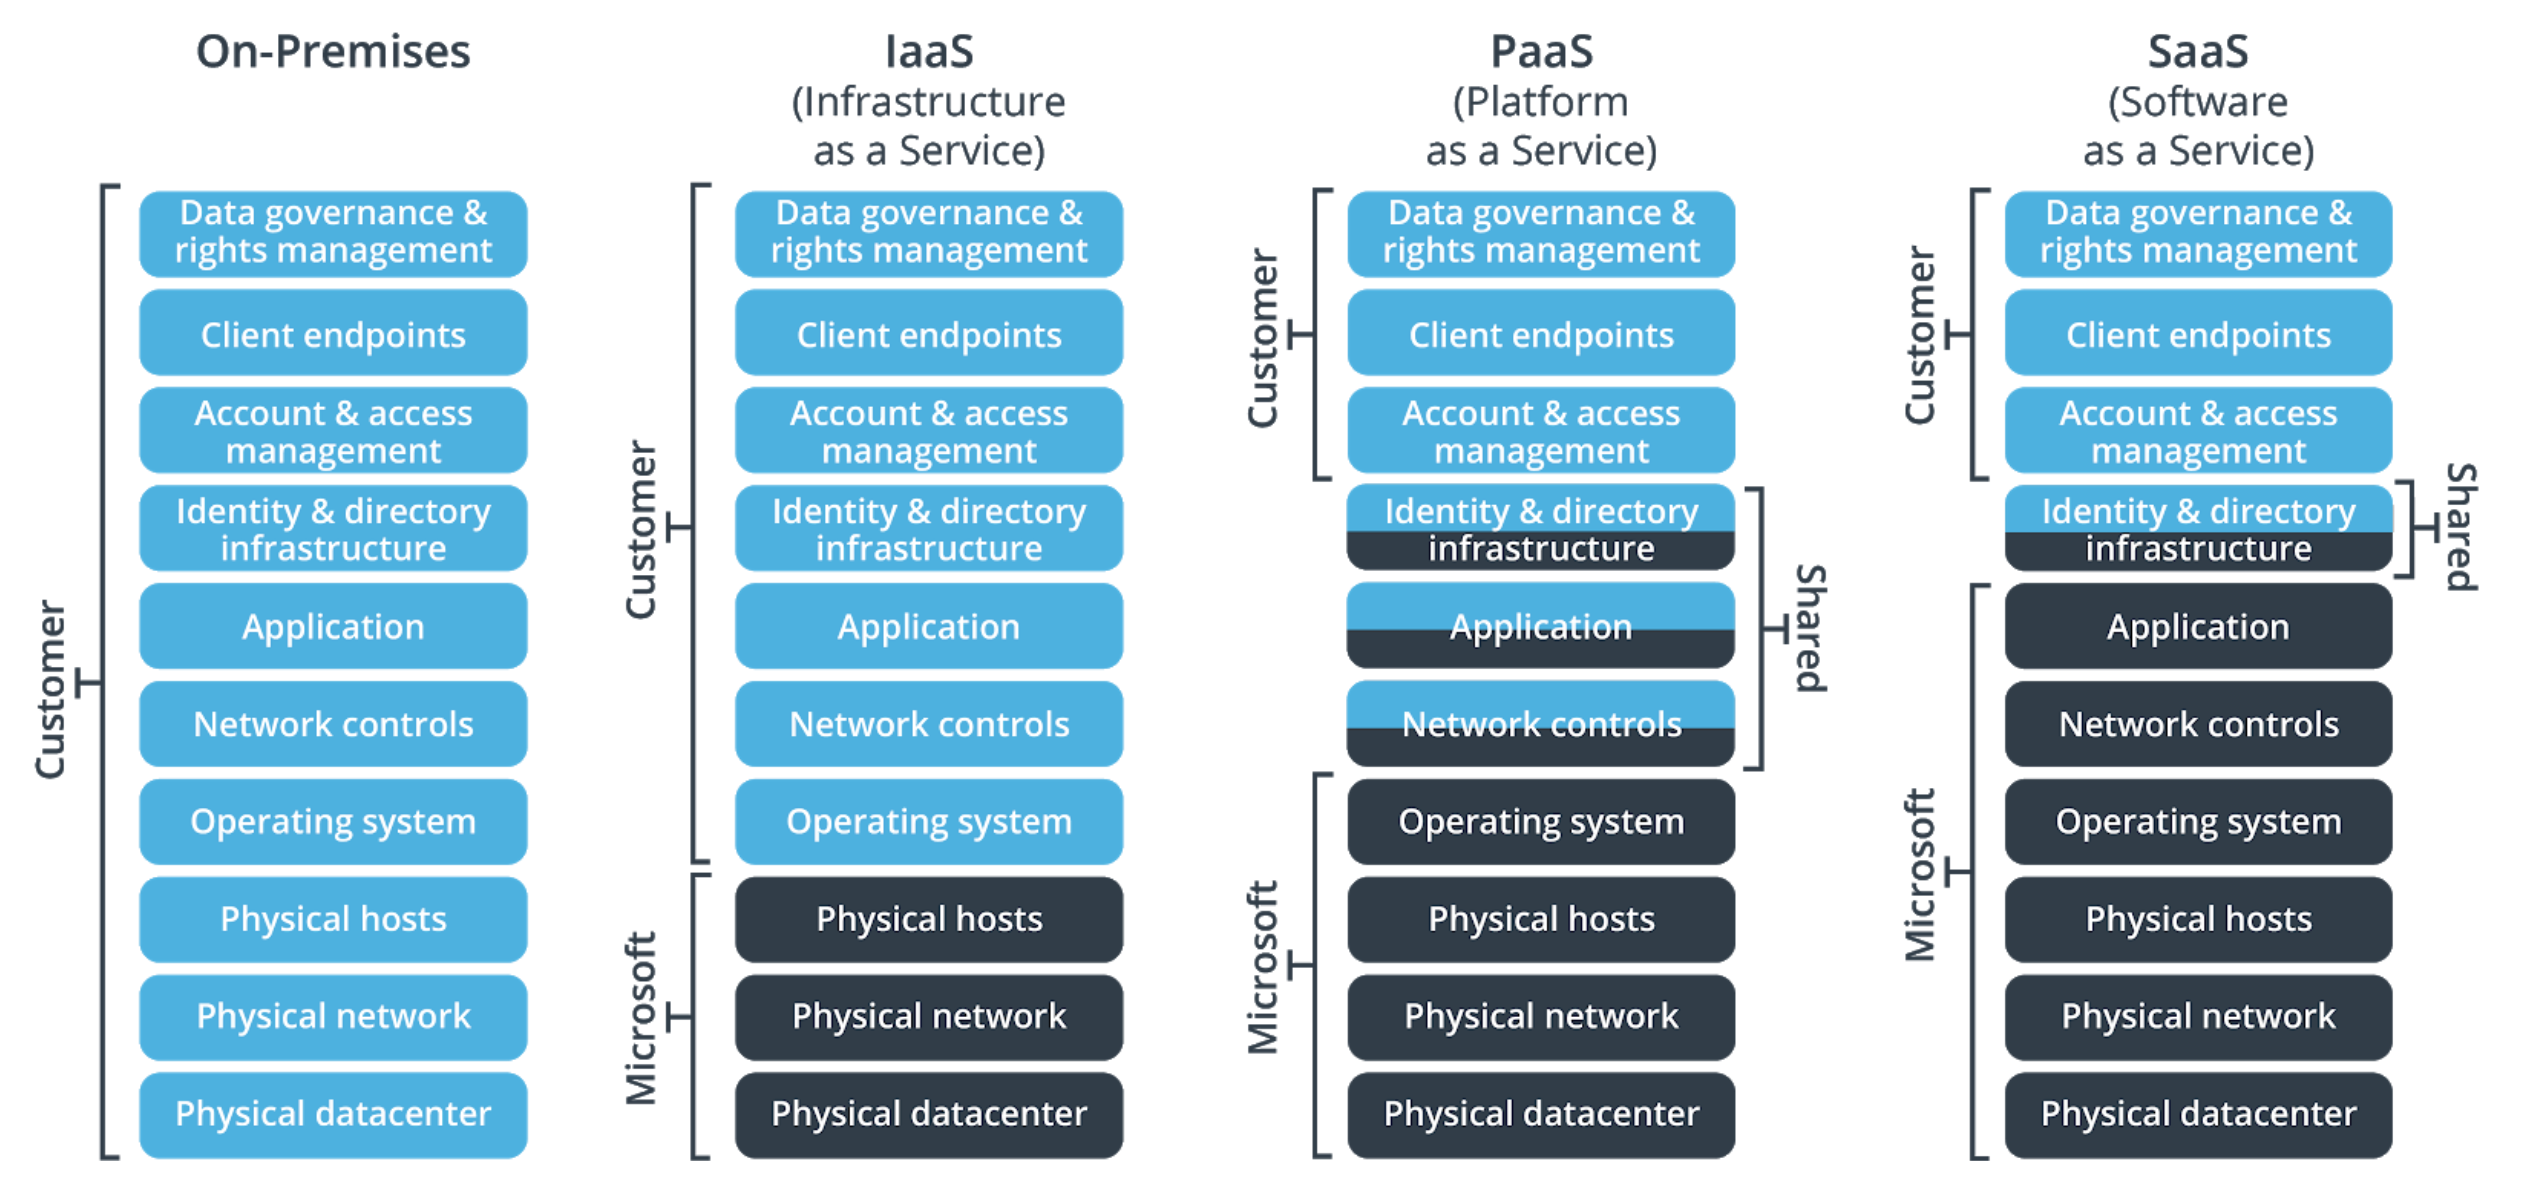 On-Premises
Customer
Data governance &
rights management
Client endpoints
Account & access
management
Identity & directory
infrastructure
Application
Network controls
Operating system
Physical hosts
Physical network
Physical datacenter
IaaS
(Infrastructure
as a Service)
Customer
Microsoft
Data governance &
rights management
Client endpoints
Account & access
management
Identity & directory
infrastructure
Application
Network controls
Operating system
Physical hosts
Physical network
Physical datacenter
PaaS
(Platform
as a Service)
Customer
Shared
Microsoft
Data governance &
rights management
Client endpoints
Account & access
management
Identity & directory
infrastructure
Application
Network controls
Operating system
Physical hosts
Physical network
Physical datacenter
SaaS
(Software
as a Service)
Customer
Shared
Microsoft
Data governance &
rights management
Client endpoints
Account & access
management
Identity & directory
infrastructure
Application
Network controls
Operating system
Physical hosts
Physical network
Physical datacenter